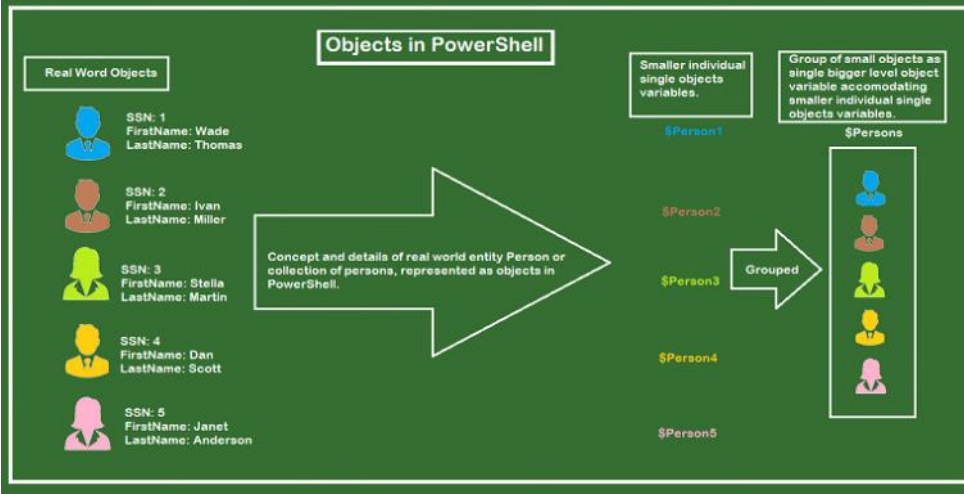 Objects in PowerShell
Real Word Objects
SSN: 1
FirstName: Wade
LastName: Thomas
SSN: 2
FirstName: Ivan
LastName: Miller
SSN: 3
FirstName: Stella
LastName: Martin
SSN: 4
FirstName: Dan
LastName: Scott
SSN: 5
FirstName: Janet
LastName: Anderson
Concept and details of real world entity Person or
collection of persons, represented as objects in
PowerShell.
Smaller individual
single objects
variables.
$Person1
$Person2
$Person3
$Person4
$Person5
Grouped
Group of small objects as
single bigger level object
variable accomodating
smaller individual single
objects variables.
$Persons